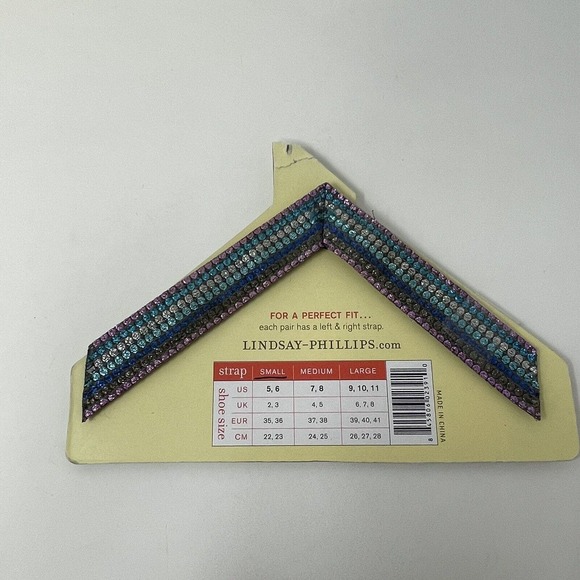 FOR A PERFECT FIT...
each pair has a left & right strap.
LINDSAY-PHILLIPS.com
strap SMALL MEDIUM LARGE
shoe size
US 5, 6 7, 8 9, 10, 11
UK 2, 3 4, 5 6, 7, 8
EUR 35, 36 37, 38 39, 40, 41
CM 22, 23 24, 25 26, 27, 28
MADE IN CHINA